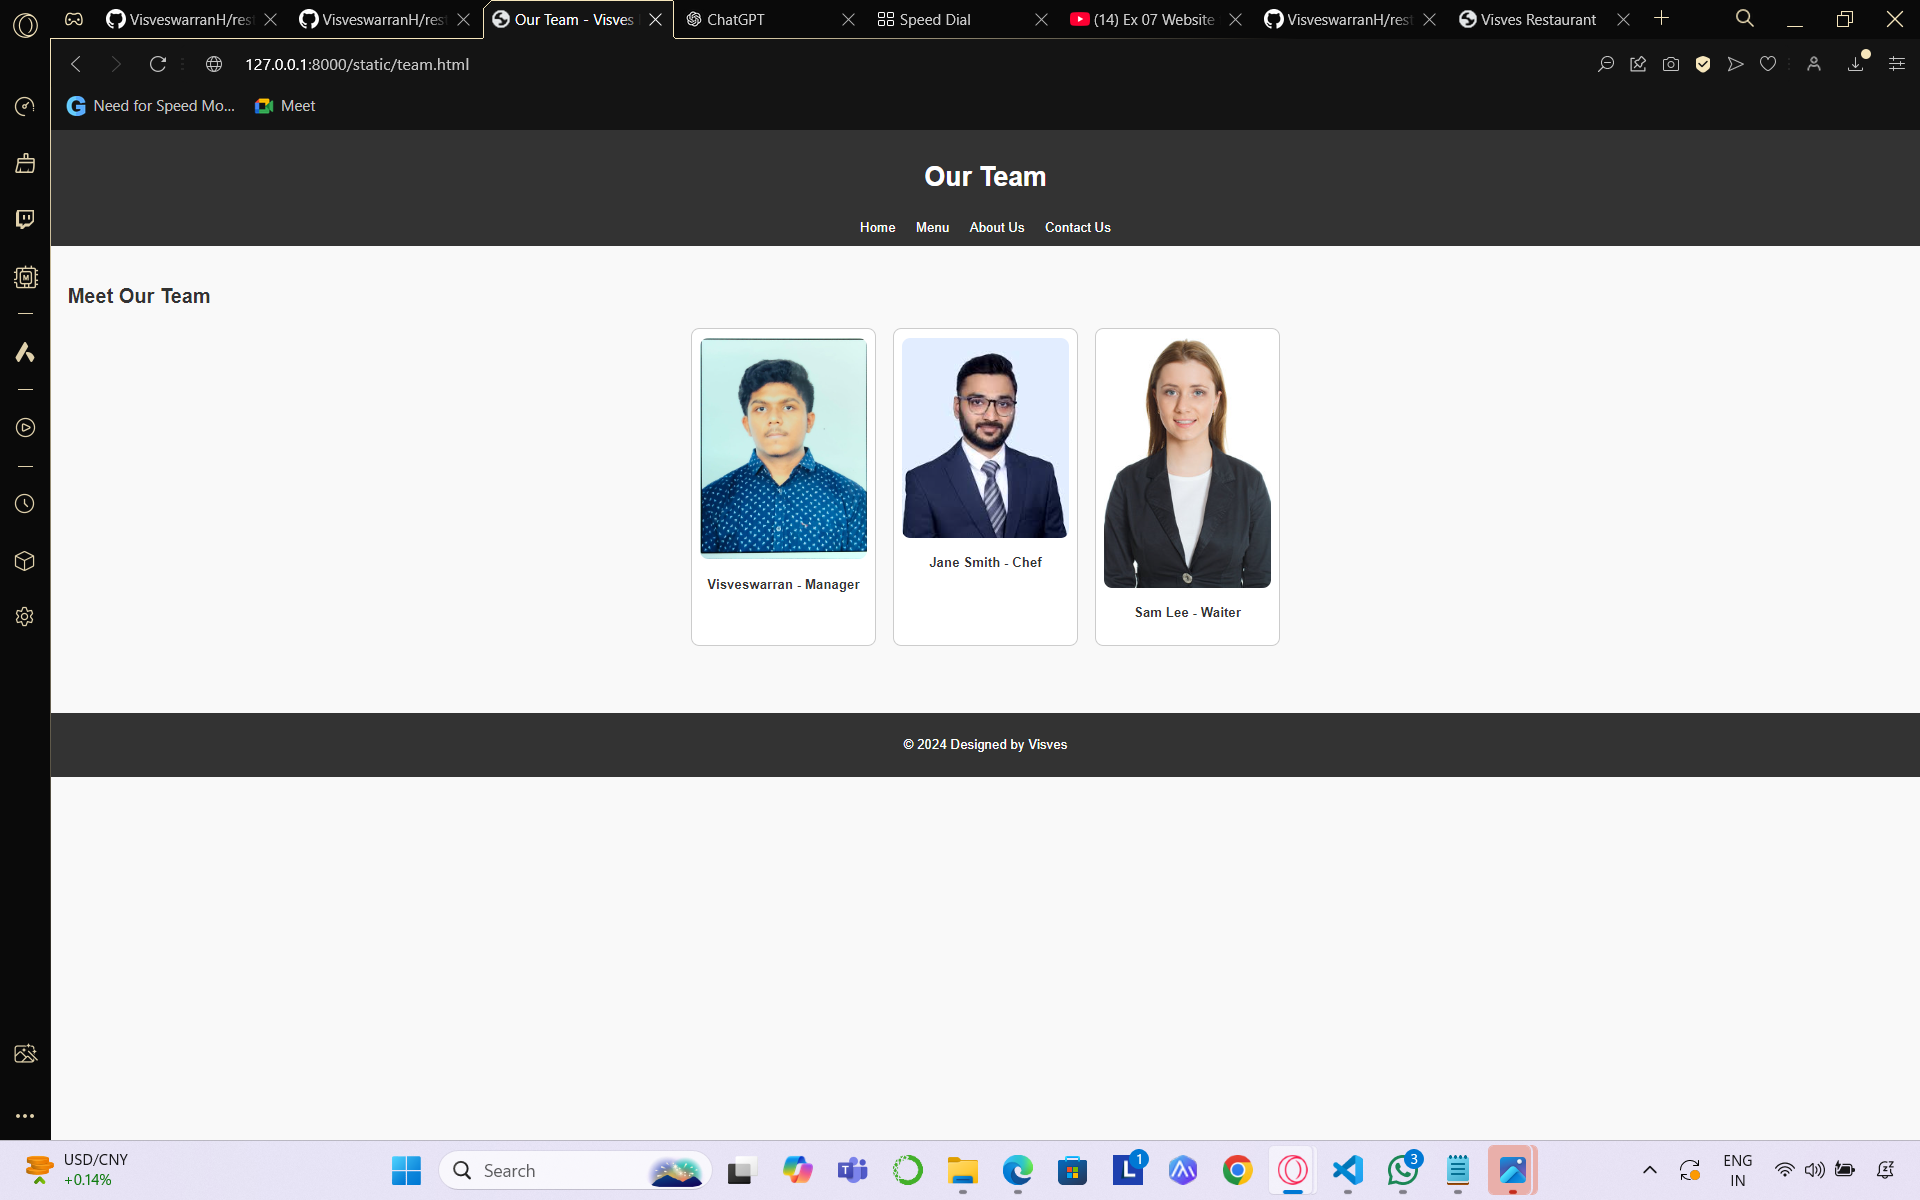 VisveswarranH/rest
VisveswarranH/rest
Our Team - Visves
ChatGPT
Speed Dial
(14) Ex 07 Website
VisveswarranH/rest
Visves Restaurant
127.0.0.1:8000/static/team.html
Need for Speed Mo...
Meet
Our Team
Home Menu About Us Contact Us
Meet Our Team
Visveswarran - Manager
Jane Smith - Chef
Sam Lee - Waiter
© 2024 Designed by Visves
USD/CNY
+0.14%
Search
1
3
ENG
IN